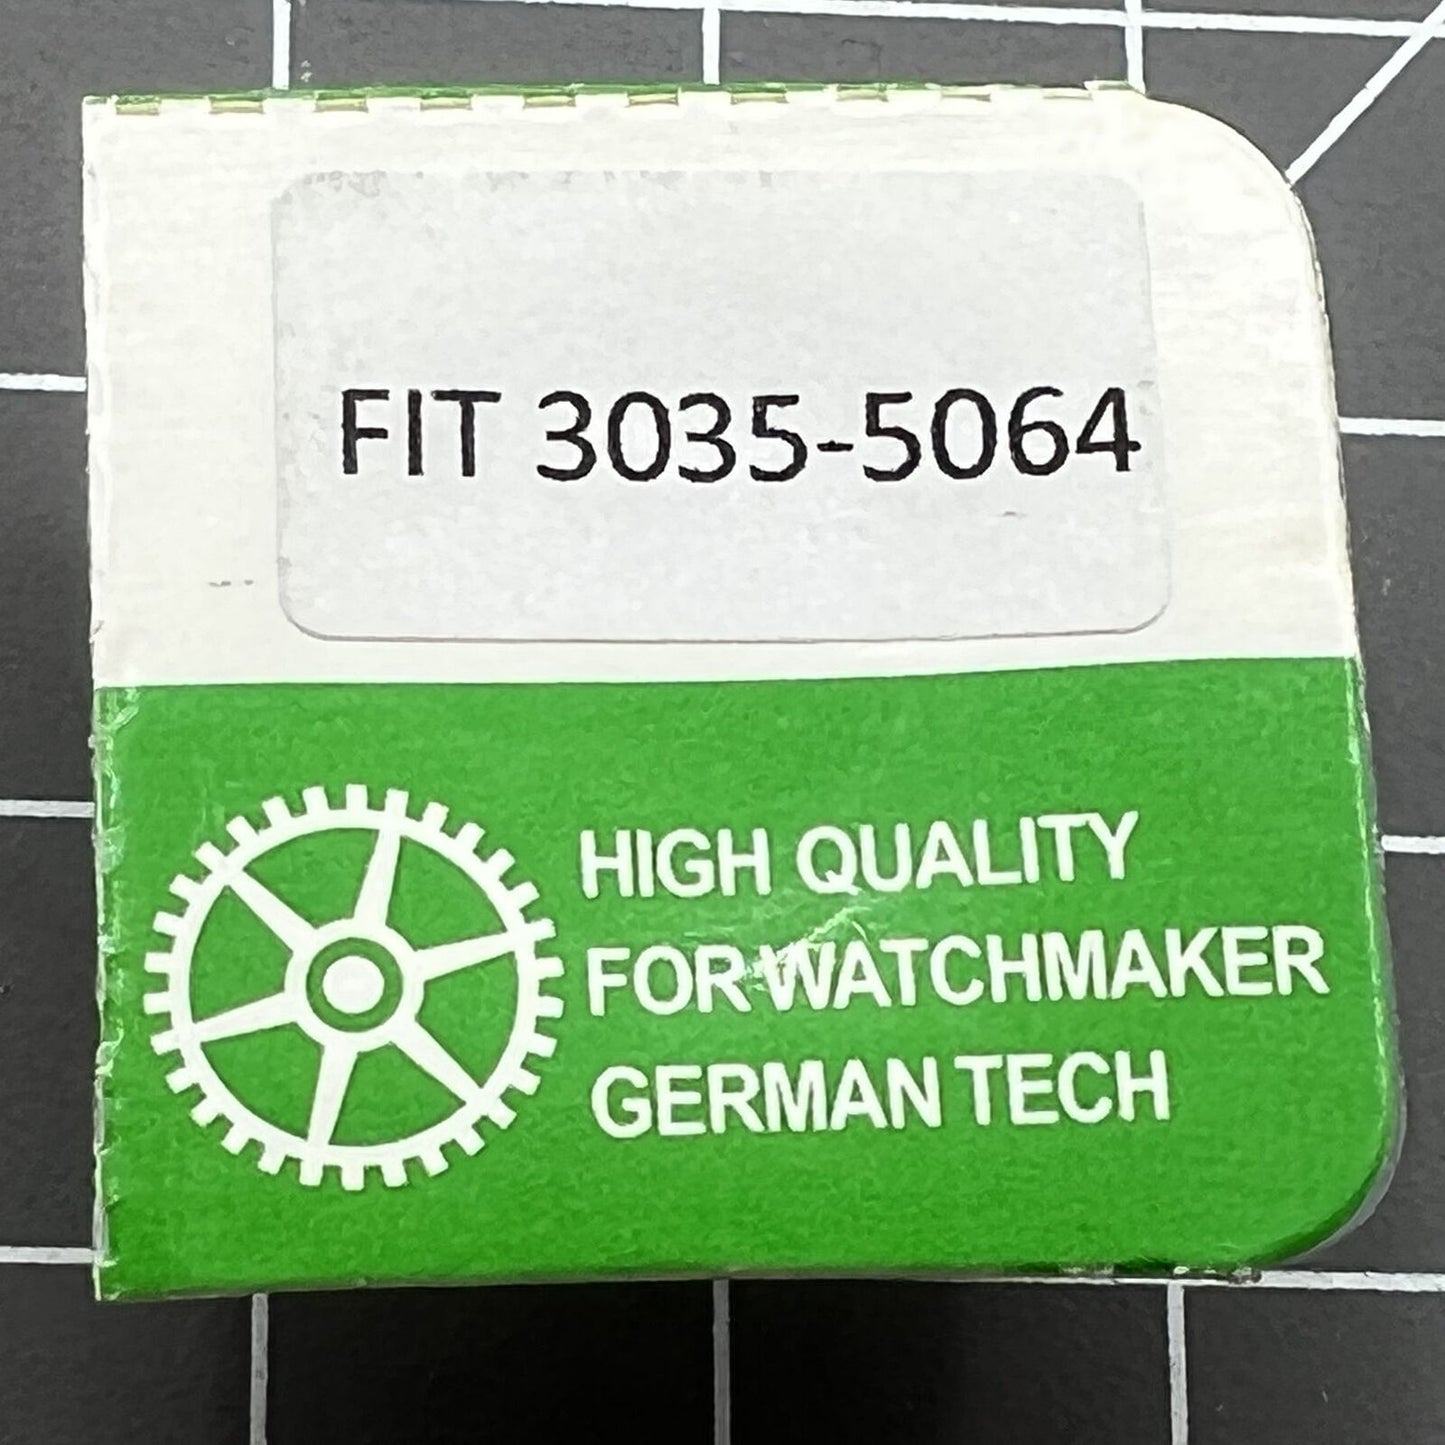 FIT 3035-5064
HIGH QUALITY
FOR WATCHMAKER
GERMAN TECH